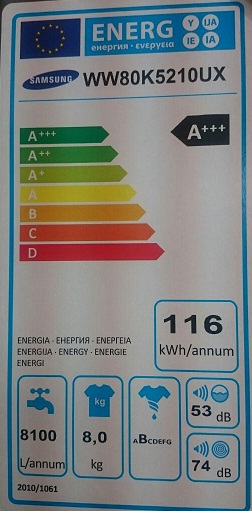 ENERG Y IJA IE IA
енергия · ενεργεια
SAMSUNG WW80K5210UX
A+++ A+++
A++
A+
A
B
C
D
116
kWh/annum
ENERGIA · ЕНЕРГИЯ · ΕΝΕΡΓΕΙΑ
ENERGIJA · ENERGY · ENERGIE
ENERGI
8100
L/annum
kg
8,0
kg
ABCDEFG
53 dB
74 dB
2010/1061